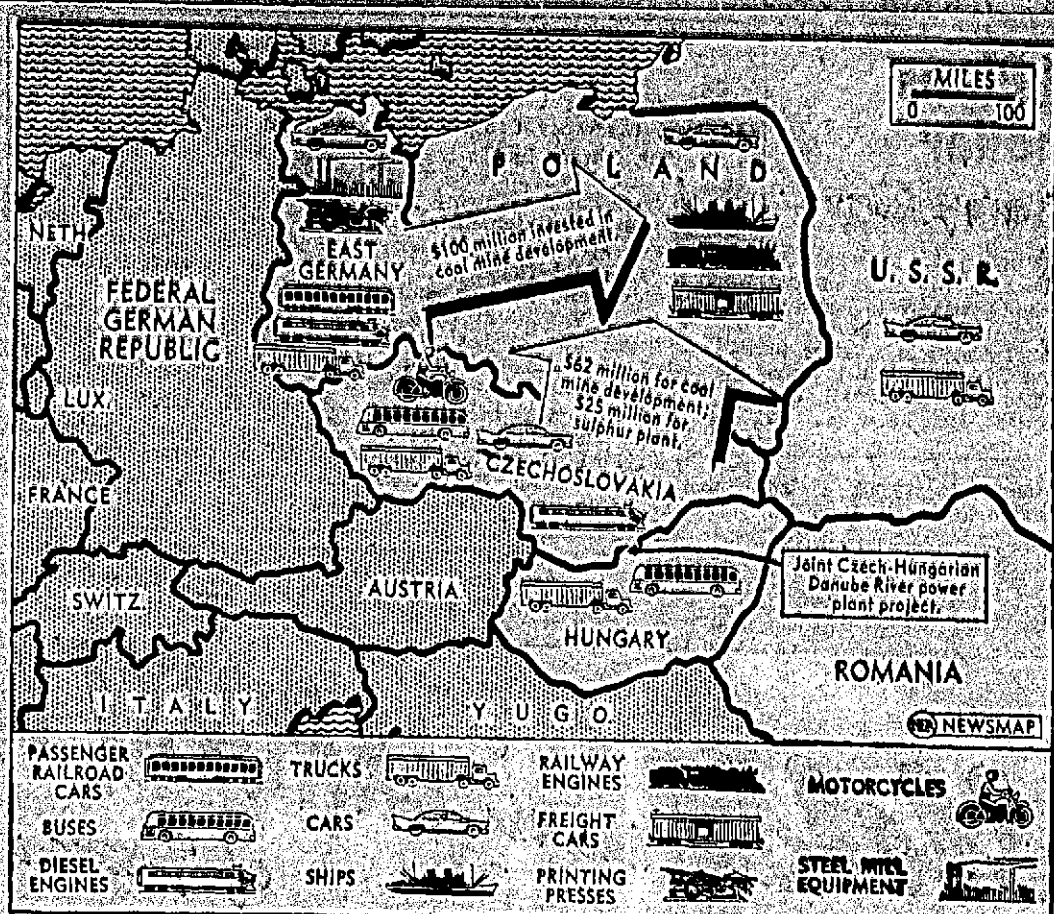 MILES
0 100
POLAND
NETH.
EAST
GERMANY
$100 million invested in
coal mine development.
U. S. S. R.
FEDERAL
GERMAN
REPUBLIC
LUX.
$62 million for coal
mine development;
$25 million for
sulphur plant.
CZECHOSLOVAKIA
FRANCE
SWITZ.
AUSTRIA
HUNGARY
Joint Czech-Hungarian
Danube River power
plant project.
ROMANIA
ITALY
YUGO
NEA NEWSMAP
PASSENGER
RAILROAD
CARS
TRUCKS
RAILWAY
ENGINES
MOTORCYCLES
BUSES
CARS
FREIGHT
CARS
DIESEL
ENGINES
SHIPS
PRINTING
PRESSES
STEEL MILL
EQUIPMENT